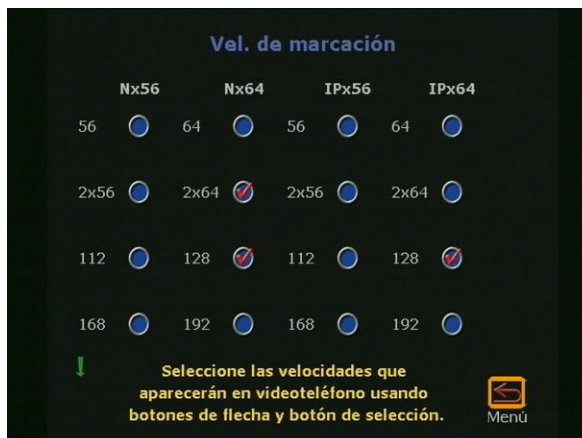 Vel. de marcación
Nx56 Nx64 IPx56 IPx64
56 64 56 64
2x56 2x64 2x56 2x64
112 128 112 128
168 192 168 192
Seleccione las velocidades que
aparecerán en videoteléfono usando
botones de flecha y botón de selección.
Menú